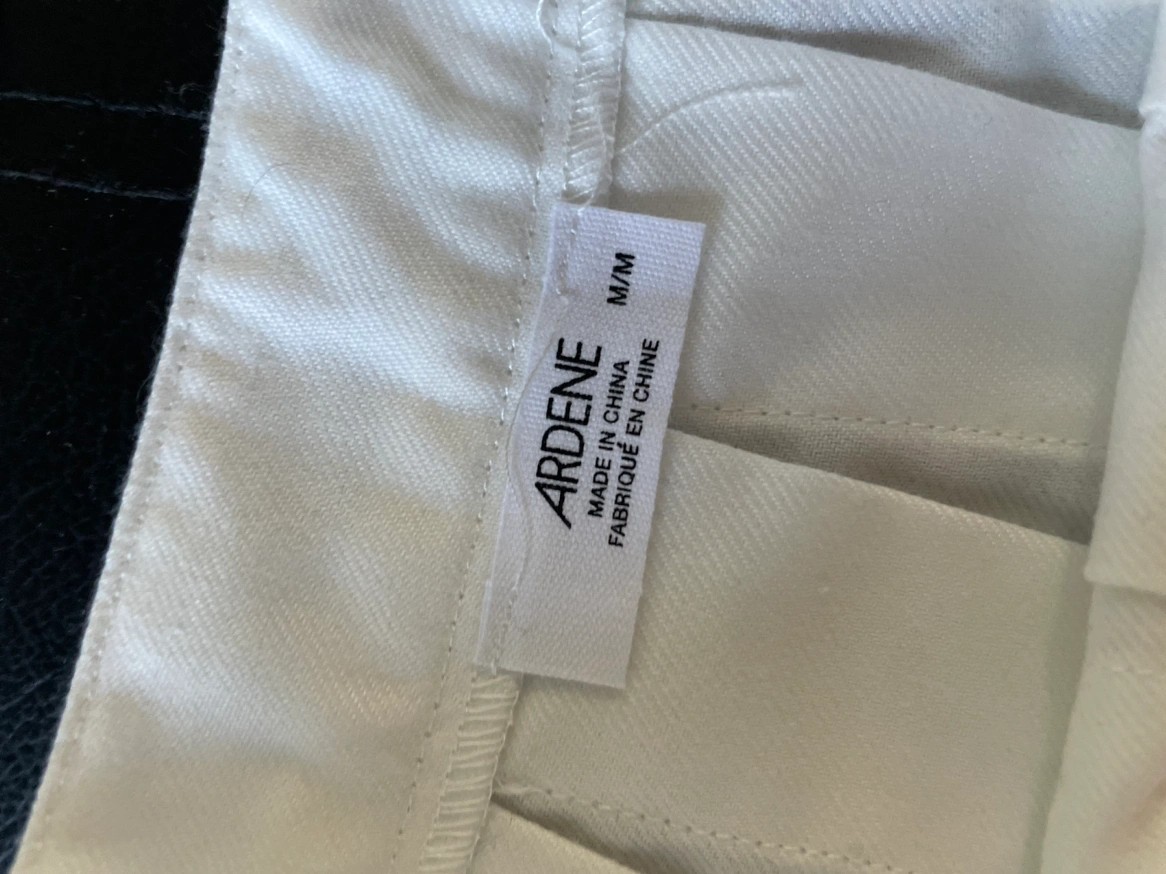 M/M
ARDENE
MADE IN CHINA
FABRIQUÉ EN CHINE